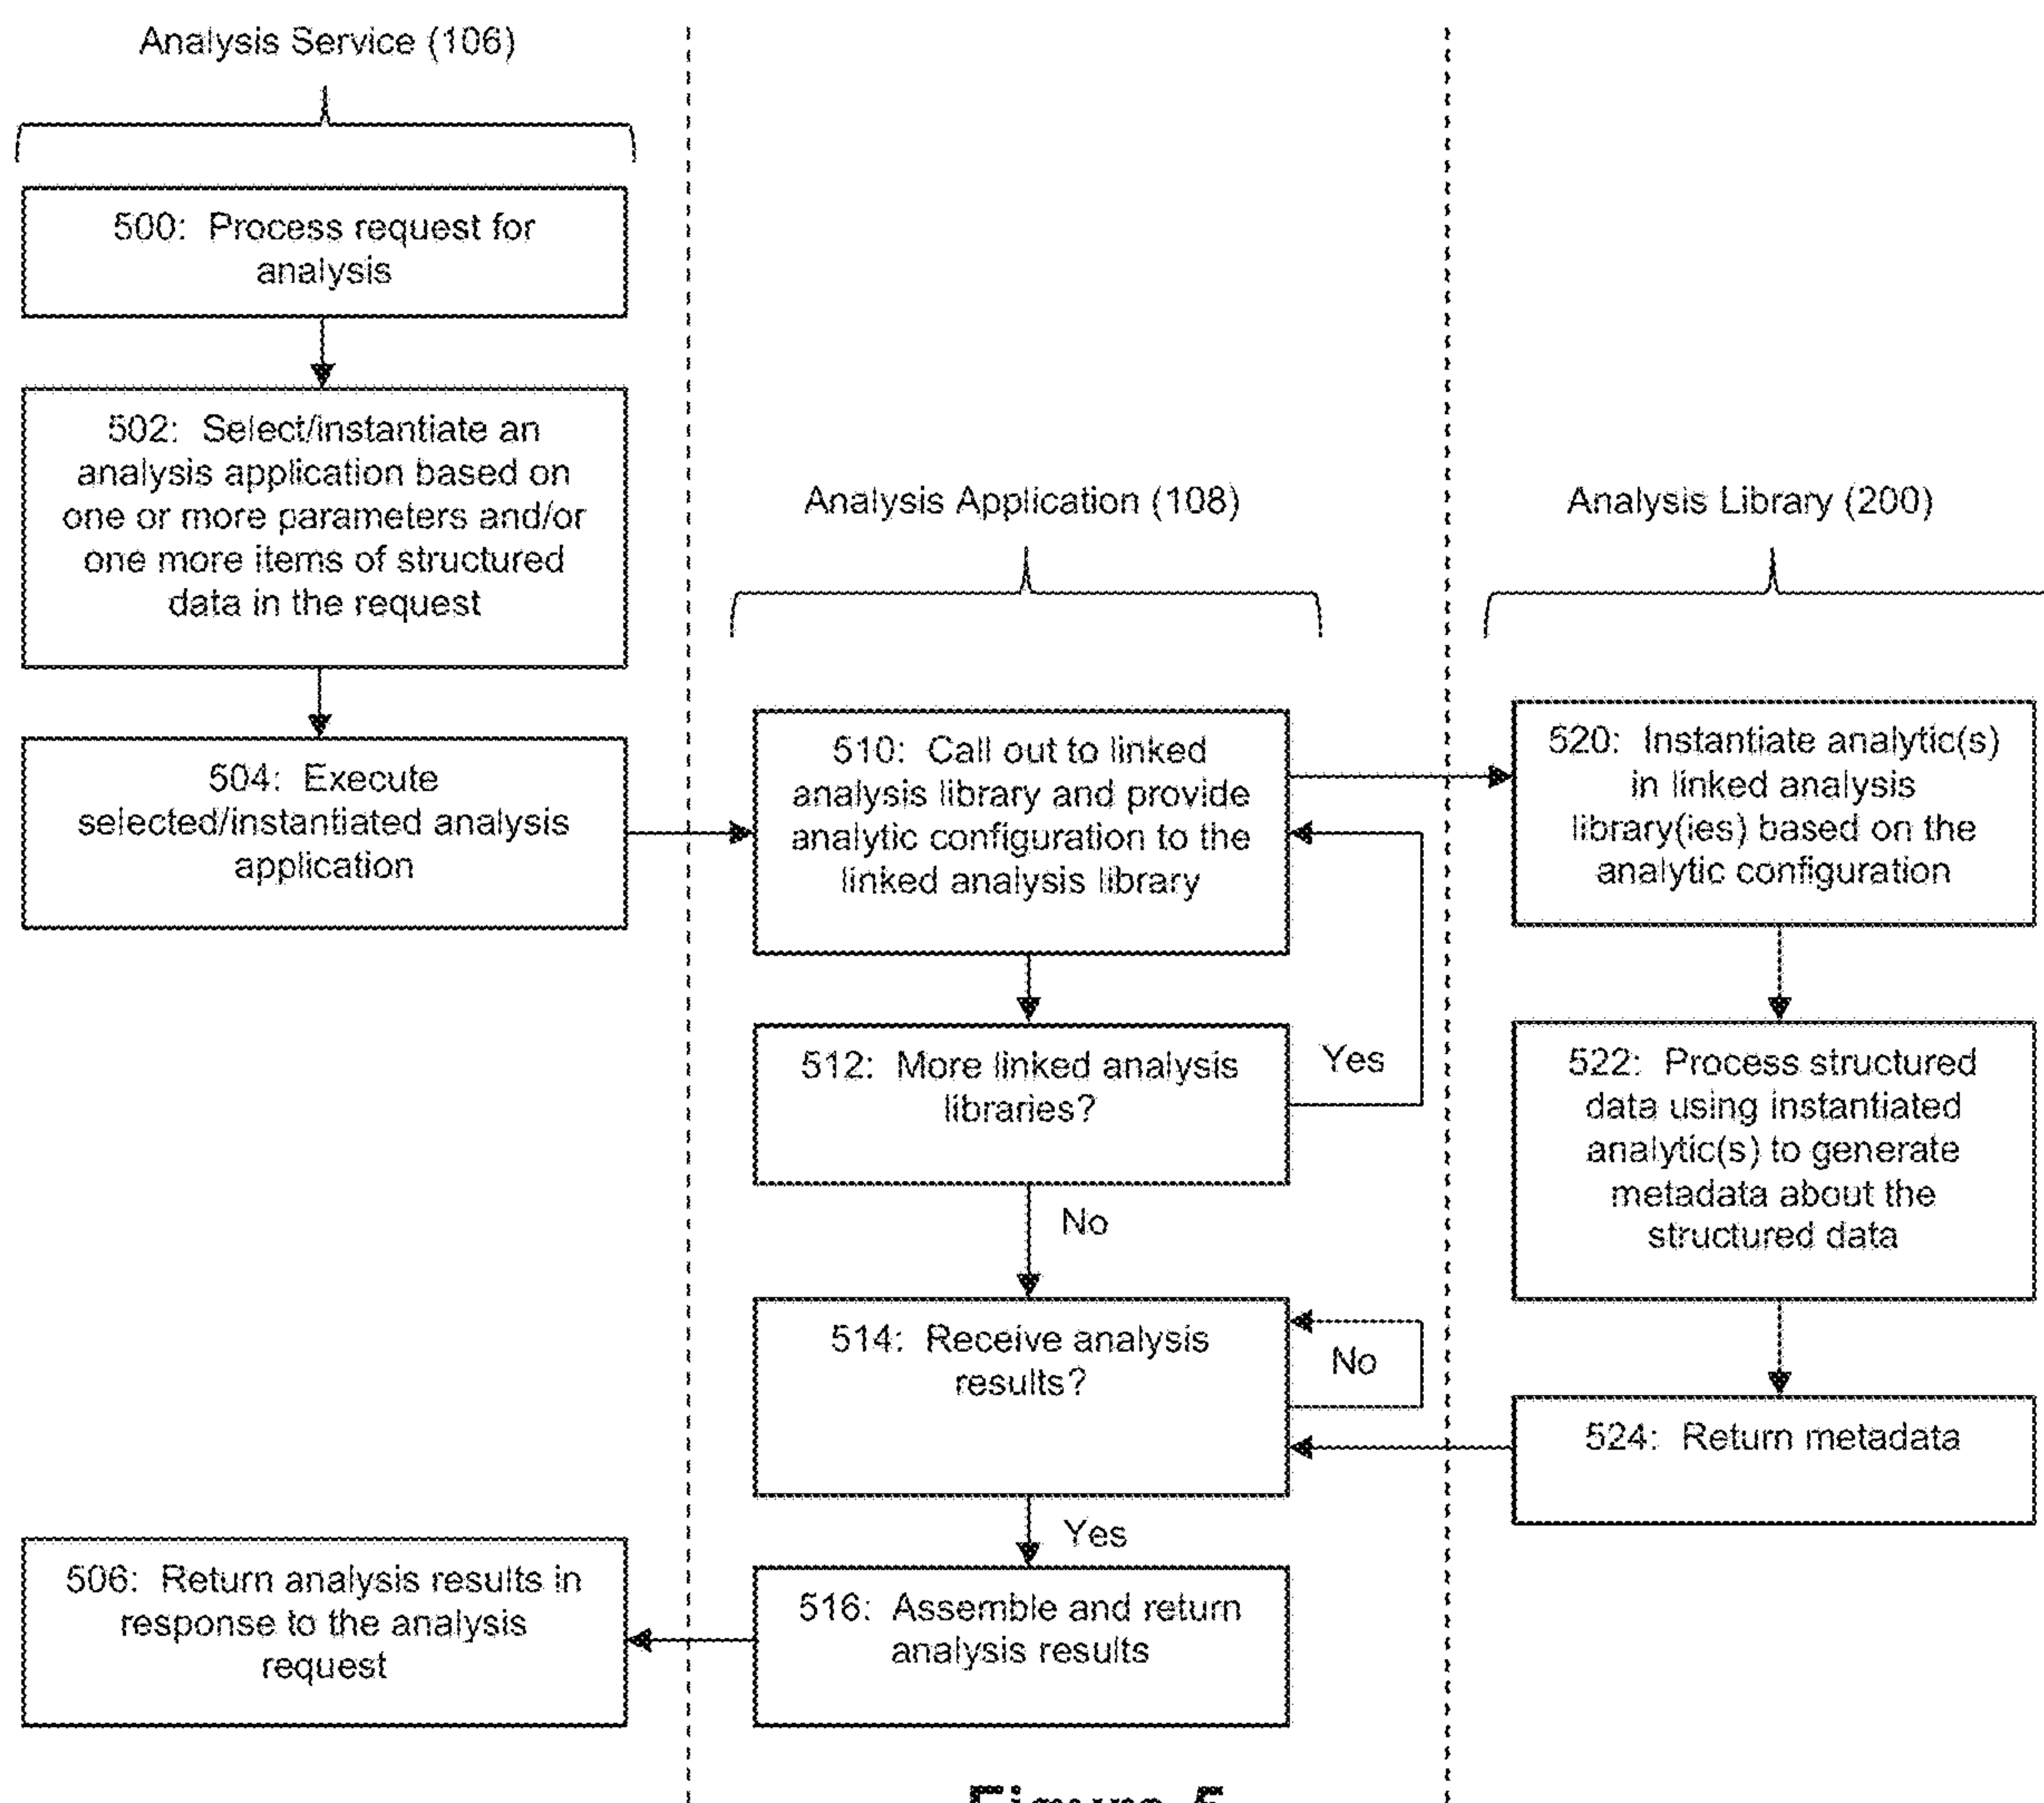 Analysis Service (106)
500: Process request for
analysis
502: Select/instantiate an
analysis application based on
one or more parameters and/or
one more items of structured
data in the request
504: Execute
selected/instantiated analysis
application
506: Return analysis results in
response to the analysis
request
Analysis Application (108)
510: Call out to linked
analysis library and provide
analytic configuration to the
linked analysis library
512: More linked analysis
libraries?
Yes
No
514: Receive analysis
results?
No
Yes
516: Assemble and return
analysis results
Analysis Library (200)
520: Instantiate analytic(s)
in linked analysis
library(ies) based on the
analytic configuration
522: Process structured
data using instantiated
analytic(s) to generate
metadata about the
structured data
524: Return metadata
Figure 5